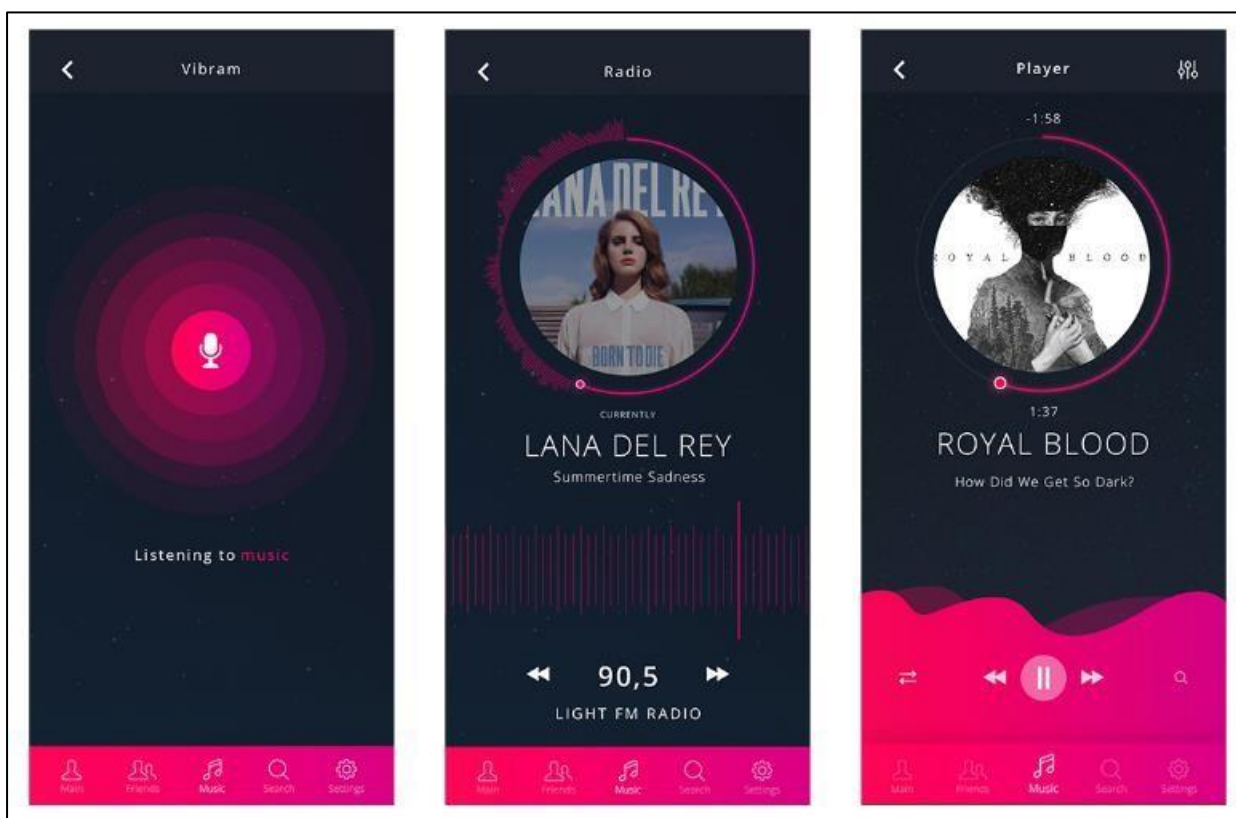 Vibram
Listening to music
Main Friends Music Search Settings
Radio
LANA DEL REY
BORN TO DIE
CURRENTLY
LANA DEL REY
Summertime Sadness
90,5
LIGHT FM RADIO
Main Friends Music Search Settings
Player
-1:58
ROYAL BLOOD
1:37
ROYAL BLOOD
How Did We Get So Dark?
Main Friends Music Search Settings